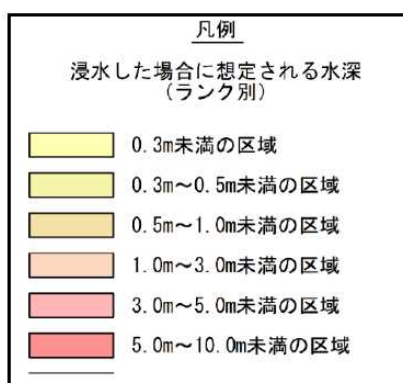 凡例
浸水した場合に想定される水深
(ランク別)
0.3m未満の区域
0.3m～0.5m未満の区域
0.5m～1.0m未満の区域
1.0m～3.0m未満の区域
3.0m～5.0m未満の区域
5.0m～10.0m未満の区域